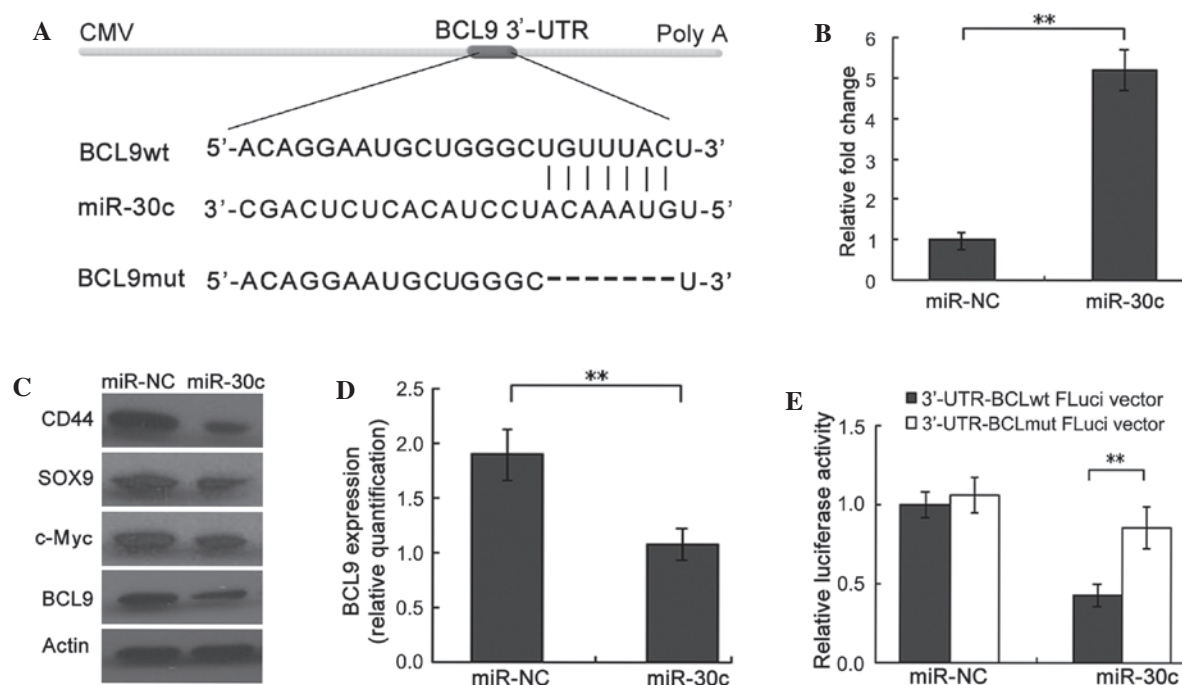 A
CMV
BCL9 3’-UTR
Poly A
BCL9wt 5’-ACAGGAAUGCUGGGCUGUUUACU-3’
miR-30c 3’-CGACUCUCACAUCCUACAAAUGU-5’
BCL9mut 5’-ACAGGAAUGCUGGGC-------U-3’
B
**
Relative fold change
6
5
4
3
2
1
0
miR-NC miR-30c
C
miR-NC miR-30c
CD44
SOX9
c-Myc
BCL9
Actin
D
**
BCL9 expression
(relative quantification)
2.5
2.0
1.5
1.0
0.5
0.0
miR-NC miR-30c
E
3’-UTR-BCLwt FLuci vector
3’-UTR-BCLmut FLuci vector
**
Relative luciferase activity
1.5
1.0
0.5
0.0
miR-NC miR-30c